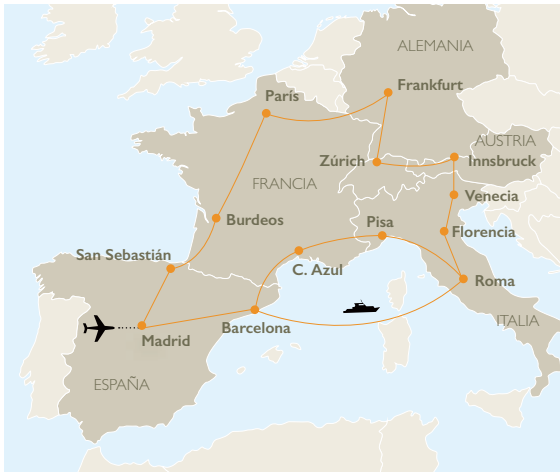 ALEMANIA
Frankfurt
París
AUSTRIA
Zúrich
Innsbruck
FRANCIA
Venecia
Burdeos
Pisa
Florencia
San Sebastián
C. Azul
Roma
Barcelona
ITALIA
Madrid
ESPAÑA